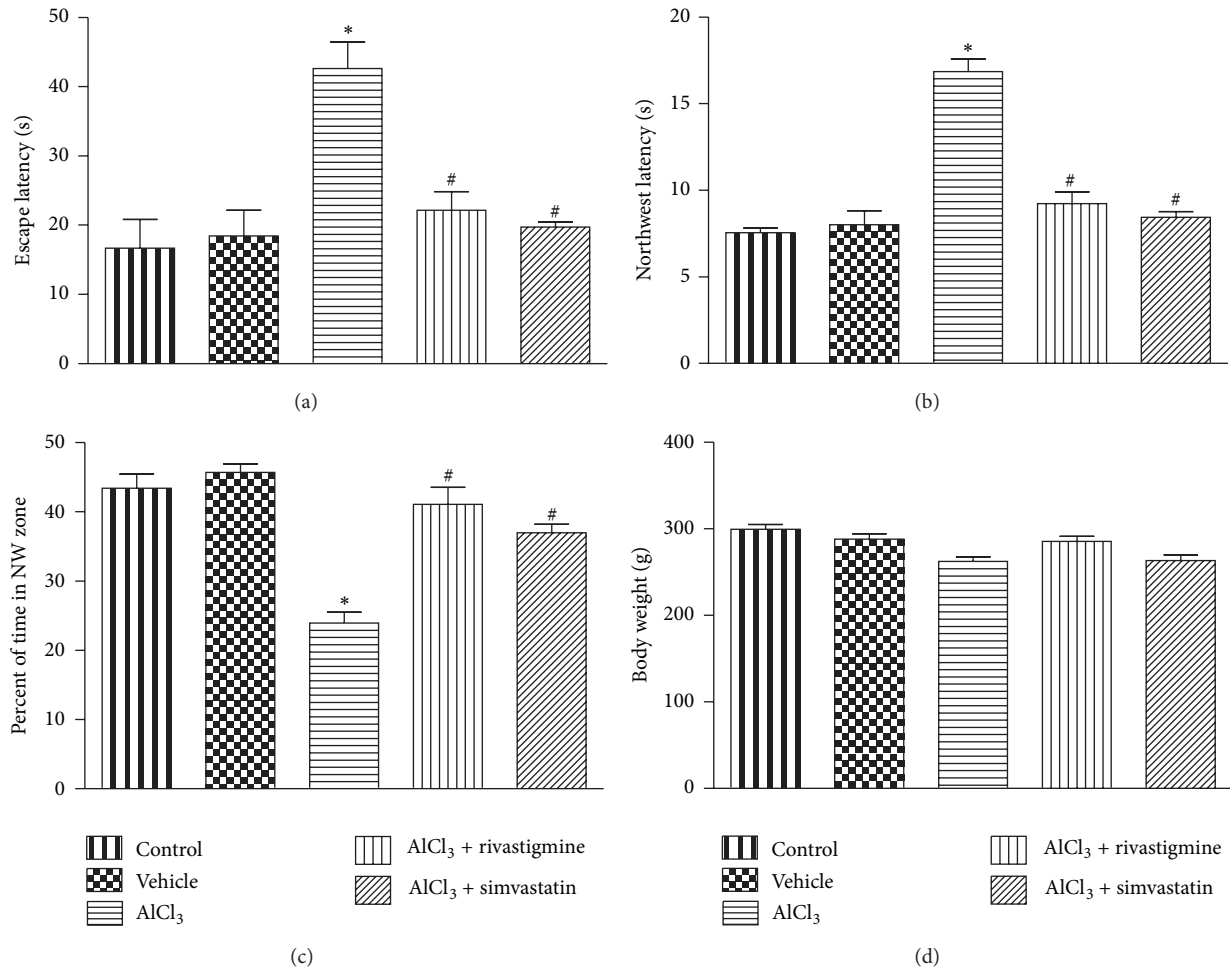 Escape latency (s)
50
40
30
20
10
0
*
#
#
(a)
Northwest latency (s)
20
15
10
5
0
*
#
#
(b)
Percent of time in NW zone
50
40
30
20
10
0
*
#
#
Control
Vehicle
AlCl₃
AlCl₃ + rivastigmine
AlCl₃ + simvastatin
(c)
Body weight (g)
400
300
200
100
0
Control
Vehicle
AlCl₃
AlCl₃ + rivastigmine
AlCl₃ + simvastatin
(d)